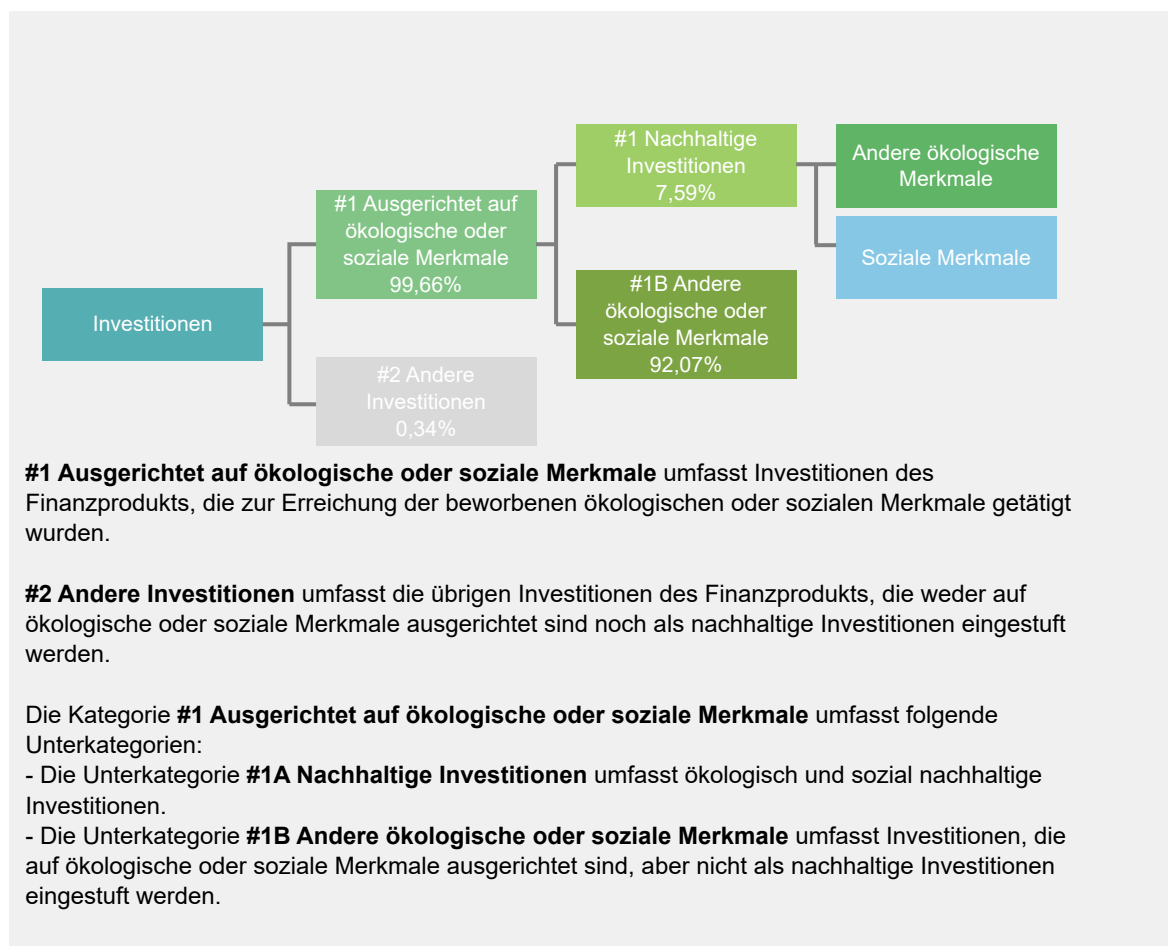 Investitionen
#1 Ausgerichtet auf
ökologische oder
soziale Merkmale
99,66%
#2 Andere
Investitionen
0,34%
#1 Nachhaltige
Investitionen
7,59%
#1B Andere
ökologische oder
soziale Merkmale
92,07%
Andere ökologische
Merkmale
Soziale Merkmale
#1 Ausgerichtet auf ökologische oder soziale Merkmale umfasst Investitionen des
Finanzprodukts, die zur Erreichung der beworbenen ökologischen oder sozialen Merkmale getätigt
wurden.
#2 Andere Investitionen umfasst die übrigen Investitionen des Finanzprodukts, die weder auf
ökologische oder soziale Merkmale ausgerichtet sind noch als nachhaltige Investitionen eingestuft
werden.
Die Kategorie #1 Ausgerichtet auf ökologische oder soziale Merkmale umfasst folgende
Unterkategorien:
- Die Unterkategorie #1A Nachhaltige Investitionen umfasst ökologisch und sozial nachhaltige
Investitionen.
- Die Unterkategorie #1B Andere ökologische oder soziale Merkmale umfasst Investitionen, die
auf ökologische oder soziale Merkmale ausgerichtet sind, aber nicht als nachhaltige Investitionen
eingestuft werden.